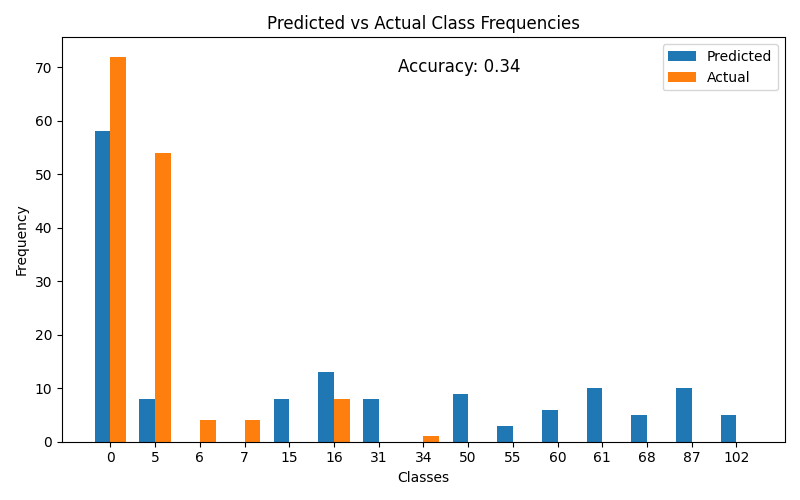 Predicted vs Actual Class Frequencies
Accuracy: 0.34
Predicted
Actual
Frequency
70
60
50
40
30
20
10
0
0 5 6 7 15 16 31 34 50 55 60 61 68 87 102
Classes